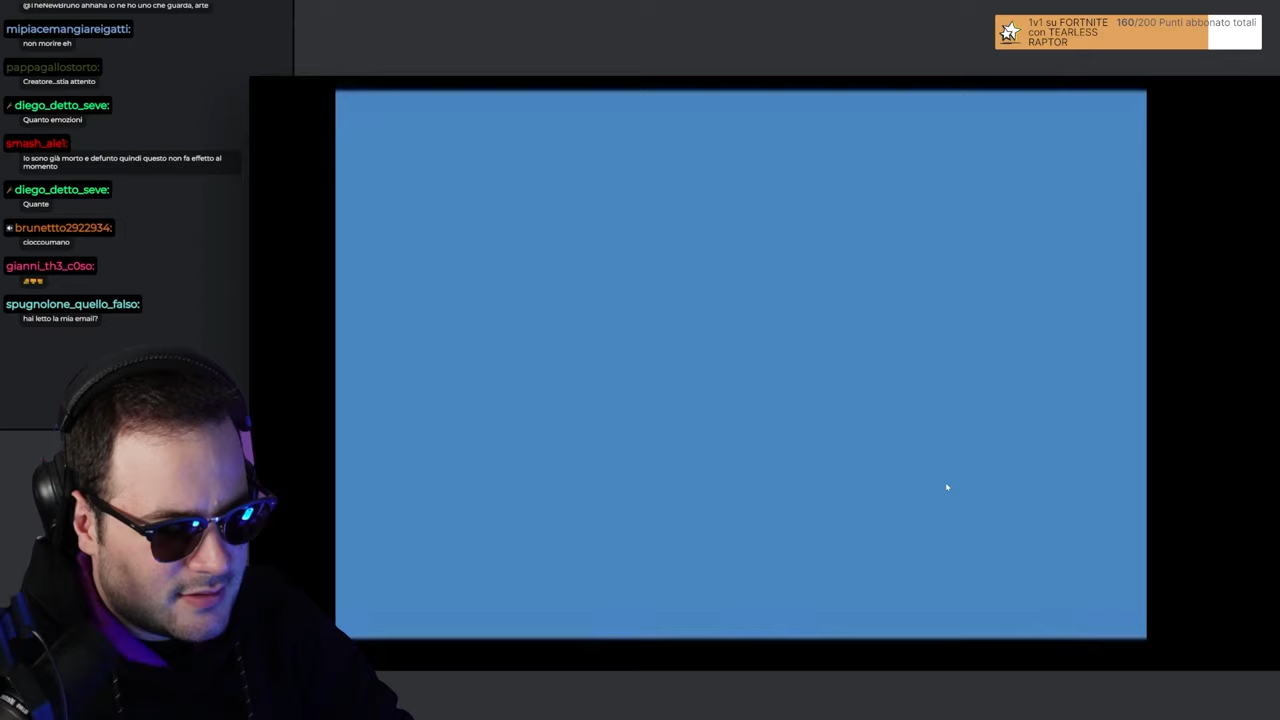 @TheNewBruno ahhaha io ne ho uno che guarda, arte
mipiacemangiareigatti:
non morire eh
pappagallostorto:
Creatore...stia attento
diego_detto_seve:
Quanto emozioni
smash_ale1:
Io sono già morto e defunto quindi questo non fa effetto al
momento
diego_detto_seve:
Quante
brunettto2922934:
cioccoumano
gianni_th3_c0so:
spugnolone_quello_falso:
hai letto la mia email?
1v1 su FORTNITE 160/200 Punti abbonato totali
con TEARLESS
RAPTOR